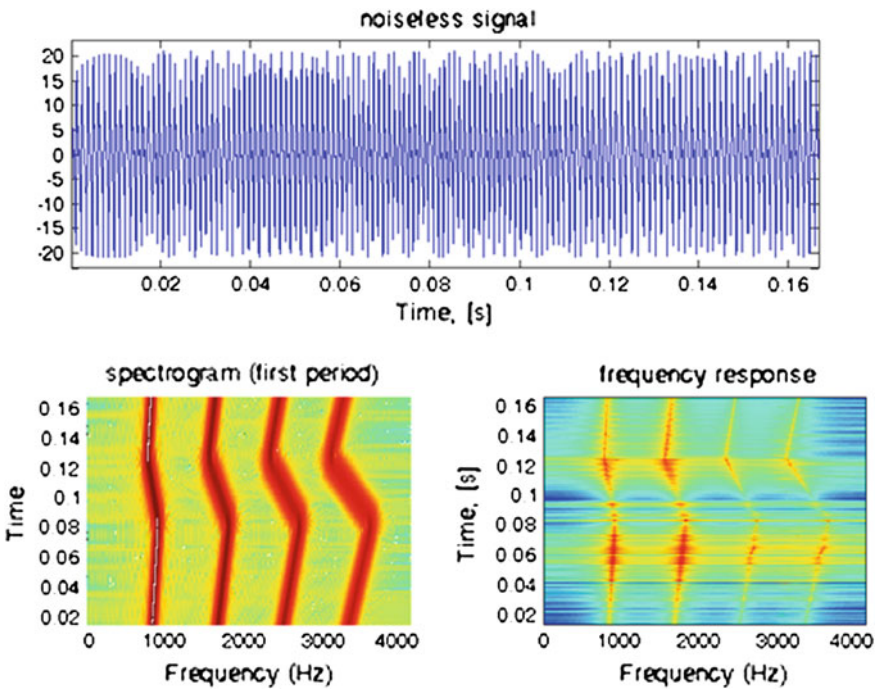 noiseless signal
20
15
10
5
0
-5
-10
-15
-20
0.02 0.04 0.06 0.08 0.1 0.12 0.14 0.16
Time, [s]
spectrogram (first period)
Time
0 16
0 14
0 12
0 1
0 08
0 06
0 04
0 02
0 1000 2000 3000 4000
Frequency (Hz)
frequency response
Time, [s]
0 16
0 14
0.12
0 1
0 08
0 06
0 04
0 02
0 1000 2000 3000 4000
Frequency (Hz)